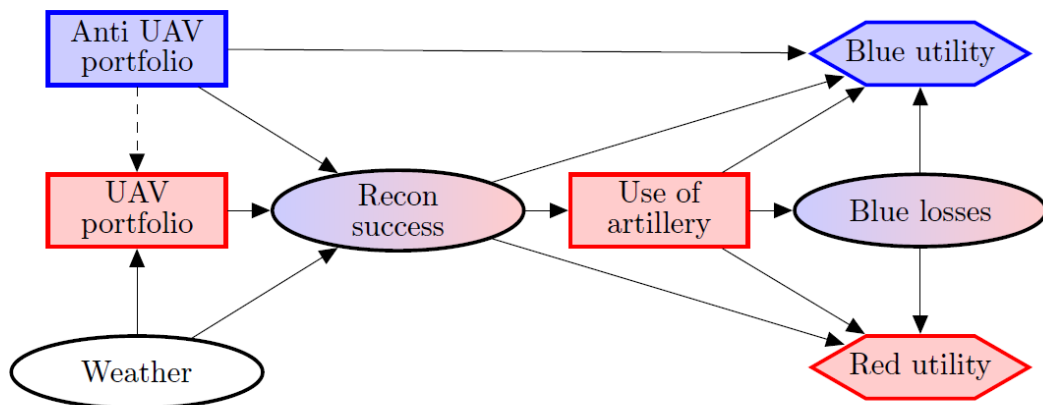 Anti UAV
portfolio
Blue utility
UAV
portfolio
Recon
success
Use of
artillery
Blue losses
Weather
Red utility